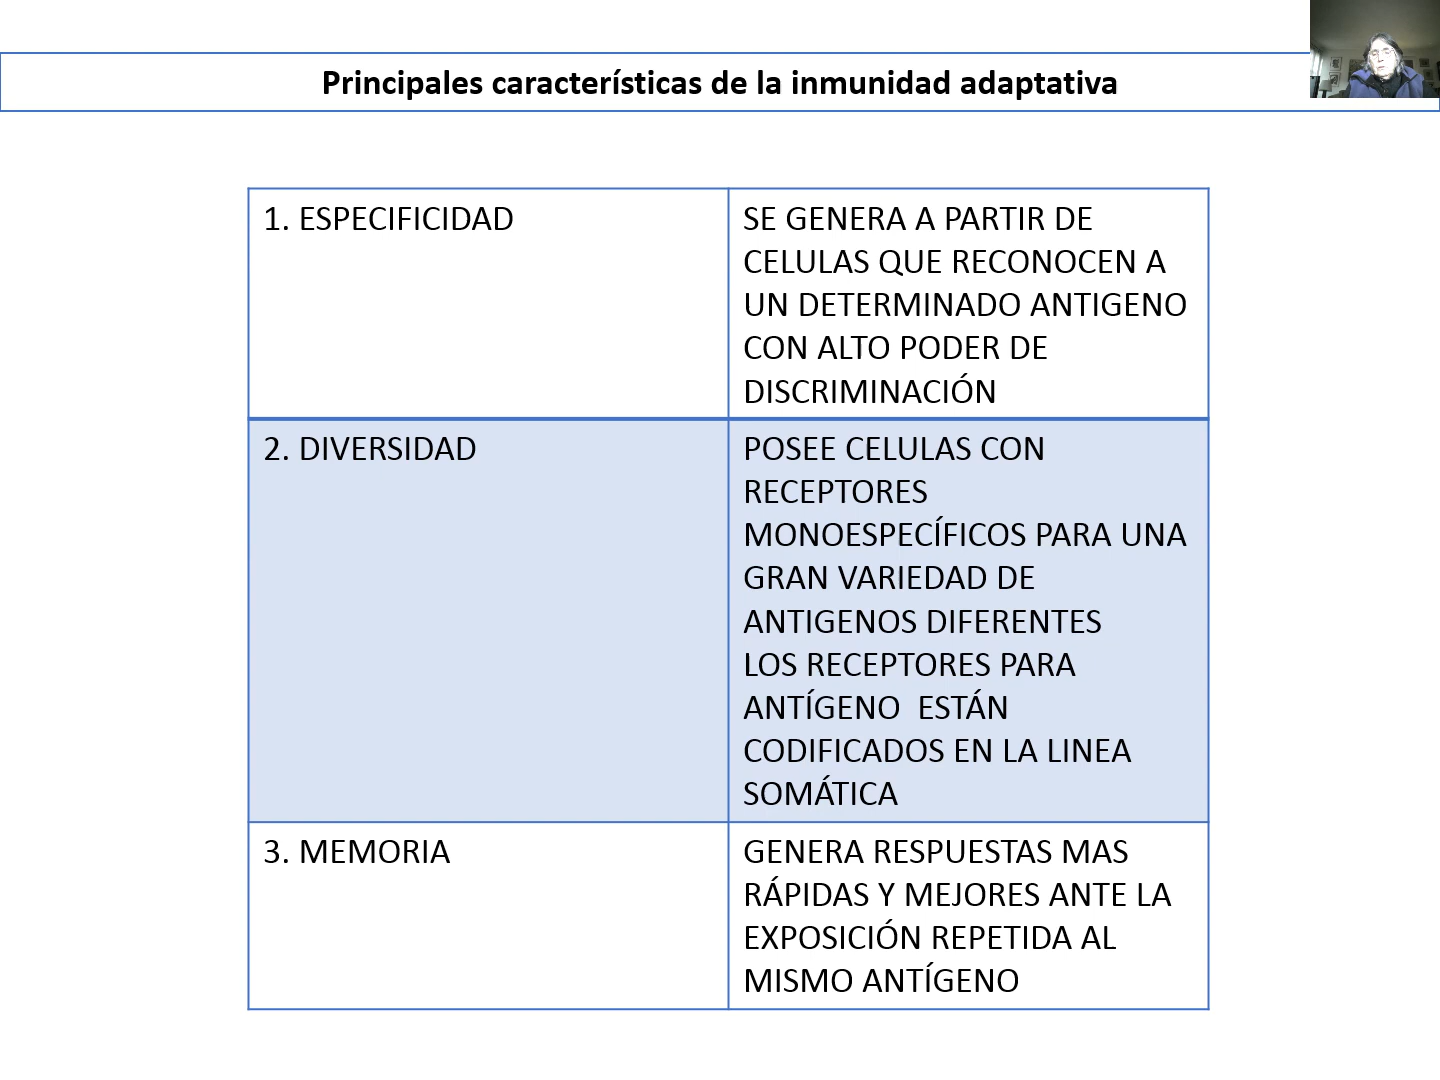 Principales características de la inmunidad adaptativa
1. ESPECIFICIDAD
SE GENERA A PARTIR DE
CELULAS QUE RECONOCEN A
UN DETERMINADO ANTIGENO
CON ALTO PODER DE
DISCRIMINACIÓN
2. DIVERSIDAD
POSEE CELULAS CON
RECEPTORES
MONOESPECÍFICOS PARA UNA
GRAN VARIEDAD DE
ANTIGENOS DIFERENTES
LOS RECEPTORES PARA
ANTÍGENO  ESTÁN
CODIFICADOS EN LA LINEA
SOMÁTICA
3. MEMORIA
GENERA RESPUESTAS MAS
RÁPIDAS Y MEJORES ANTE LA
EXPOSICIÓN REPETIDA AL
MISMO ANTÍGENO